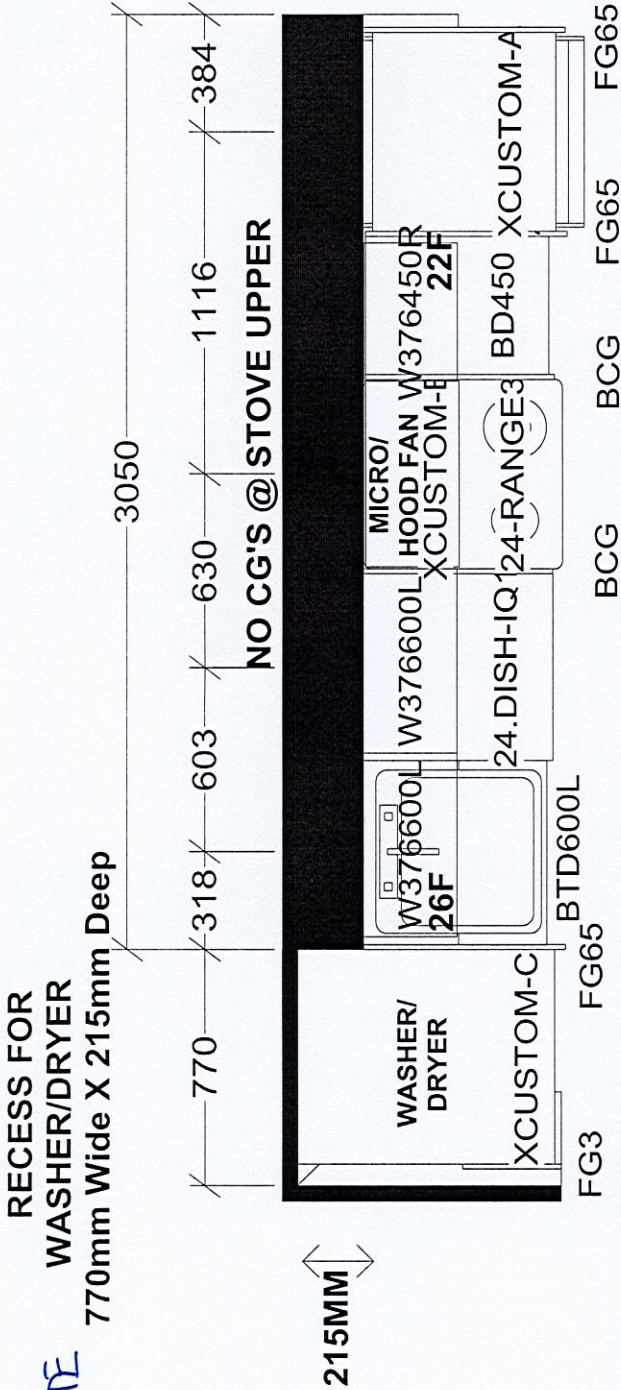 RECESS FOR
WASHER/DRYER
770mm Wide X 215mm Deep
3050
770
318
603
630
1116
384
NO CG'S @ STOVE UPPER
215MM
WASHER/
DRYER
XCUSTOM-C
W376600L
26F
W376600L
MICRO/
HOOD FAN
W376450R
22F
24.DISH-IQ1
24-RANGE3
BD450
XCUSTOM-A
BTD600L
FG3
FG65
BCG
BCG
FG65
FG65